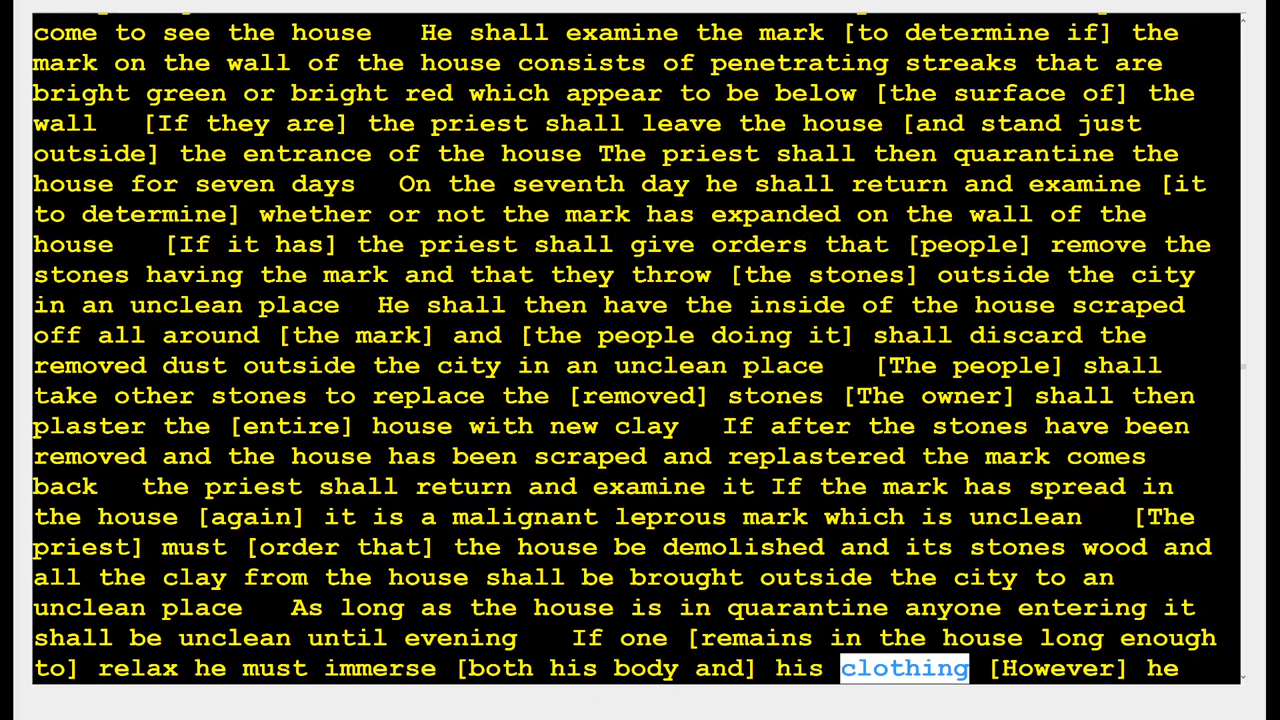 come to see the house He shall examine the mark [to determine if] the
mark on the wall of the house consists of penetrating streaks that are
bright green or bright red which appear to be below [the surface of] the
wall [If they are] the priest shall leave the house [and stand just
outside] the entrance of the house The priest shall then quarantine the
house for seven days On the seventh day he shall return and examine [it
to determine] whether or not the mark has expanded on the wall of the
house [If it has] the priest shall give orders that [people] remove the
stones having the mark and that they throw [the stones] outside the city
in an unclean place He shall then have the inside of the house scraped
off all around [the mark] and [the people doing it] shall discard the
removed dust outside the city in an unclean place [The people] shall
take other stones to replace the [removed] stones [The owner] shall then
plaster the [entire] house with new clay If after the stones have been
removed and the house has been scraped and replastered the mark comes
back the priest shall return and examine it If the mark has spread in
the house [again] it is a malignant leprous mark which is unclean [The
priest] must [order that] the house be demolished and its stones wood and
all the clay from the house shall be brought outside the city to an
unclean place As long as the house is in quarantine anyone entering it
shall be unclean until evening If one [remains in the house long enough
to] relax he must immerse [both his body and] his clothing [However] he